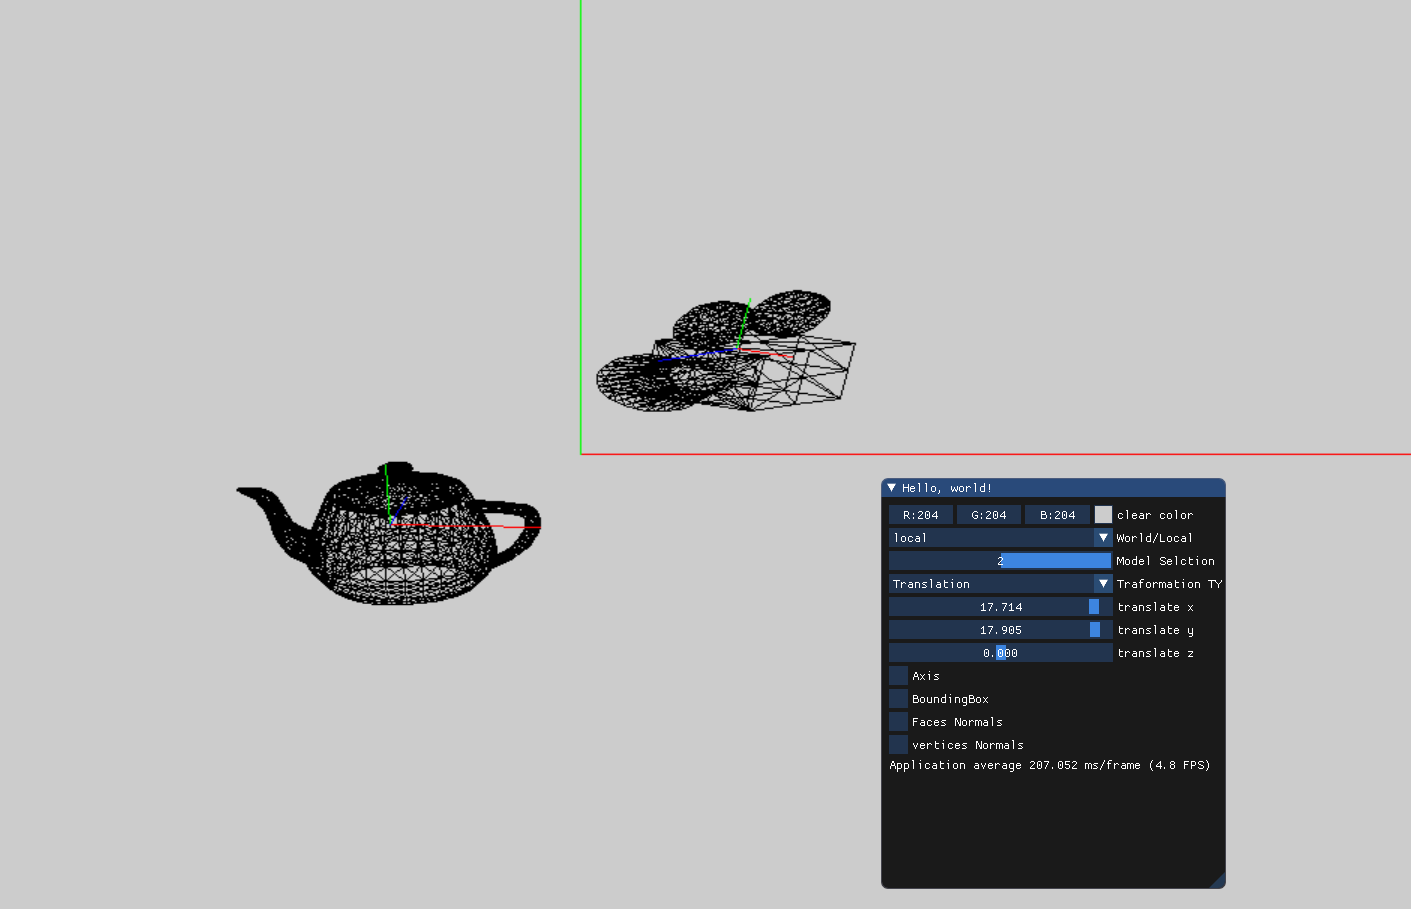 Hello, world!
R:204 G:204 B:204 clear color
local World/Local
2 Model Selction
Translation Traformation TY
17.714 translate x
17.905 translate y
0.000 translate z
Axis
BoundingBox
Faces Normals
vertices Normals
Application average 207.052 ms/frame (4.8 FPS)